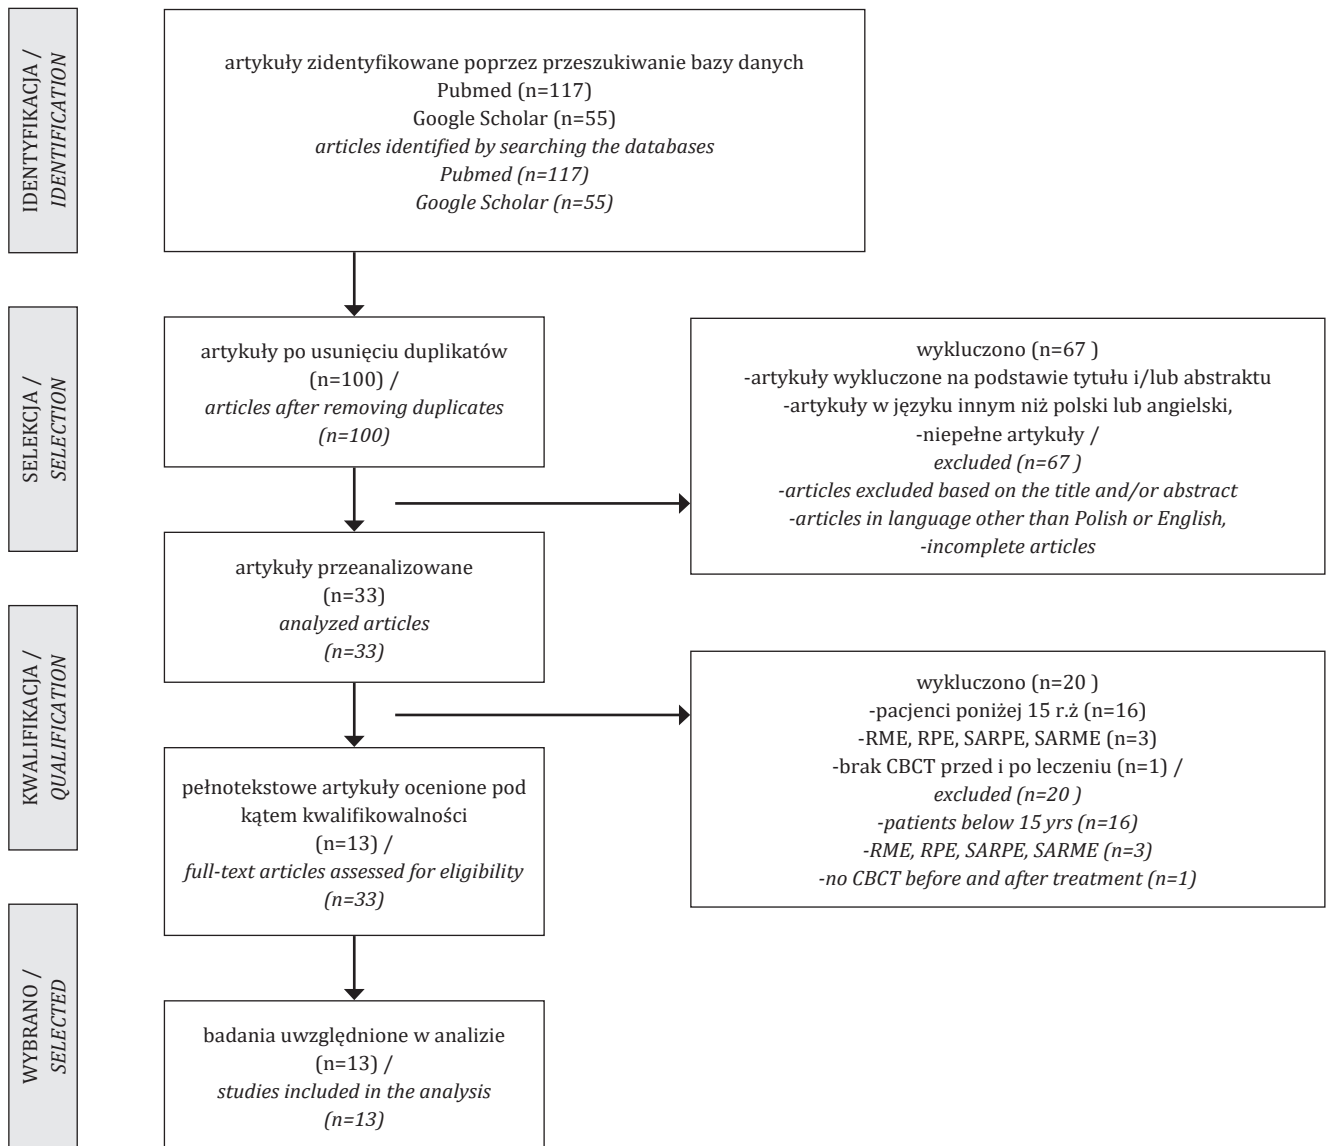 IDENTYFIKACJA /
IDENTIFICATION
artykuły zidentyfikowane poprzez przeszukiwanie bazy danych
Pubmed (n=117)
Google Scholar (n=55)
articles identified by searching the databases
Pubmed (n=117)
Google Scholar (n=55)
SELEKCJA /
SELECTION
artykuły po usunięciu duplikatów
(n=100) /
articles after removing duplicates
(n=100)
wykluczono (n=67 )
-artykuły wykluczone na podstawie tytułu i/lub abstraktu
-artykuły w języku innym niż polski lub angielski,
-niepełne artykuły /
excluded (n=67 )
-articles excluded based on the title and/or abstract
-articles in language other than Polish or English,
-incomplete articles
artykuły przeanalizowane
(n=33)
analyzed articles
(n=33)
KWALIFIKACJA /
QUALIFICATION
wykluczono (n=20 )
-pacjenci poniżej 15 r.ż (n=16)
-RME, RPE, SARPE, SARME (n=3)
-brak CBCT przed i po leczeniu (n=1) /
excluded (n=20 )
-patients below 15 yrs (n=16)
-RME, RPE, SARPE, SARME (n=3)
-no CBCT before and after treatment (n=1)
pełnotekstowe artykuły ocenione pod
kątem kwalifikowalności
(n=13) /
full-text articles assessed for eligibility
(n=33)
WYBRANO /
SELECTED
badania uwzględnione w analizie
(n=13) /
studies included in the analysis
(n=13)